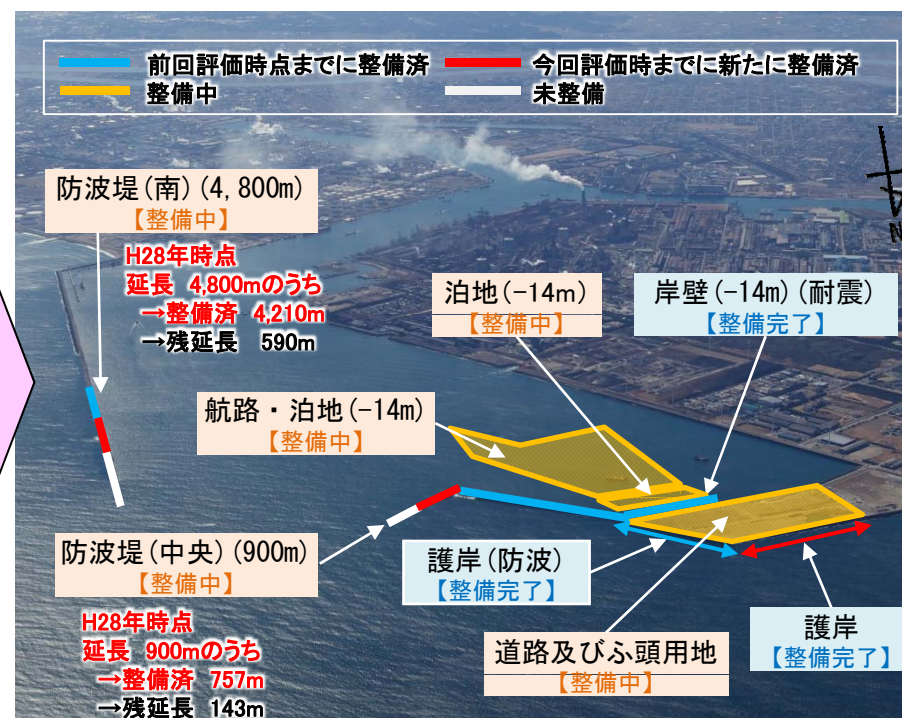 前回評価時点までに整備済
今回評価時までに新たに整備済
整備中
未整備
防波堤(南)(4,800m)
【整備中】
H28年時点
延長 4,800mのうち
→整備済 4,210m
→残延長 590m
泊地(-14m)
【整備中】
岸壁(-14m)(耐震)
【整備完了】
航路・泊地(-14m)
【整備中】
防波堤(中央)(900m)
【整備中】
H28年時点
延長 900mのうち
→整備済 757m
→残延長 143m
護岸(防波)
【整備完了】
道路及びふ頭用地
【整備中】
護岸
【整備完了】
N